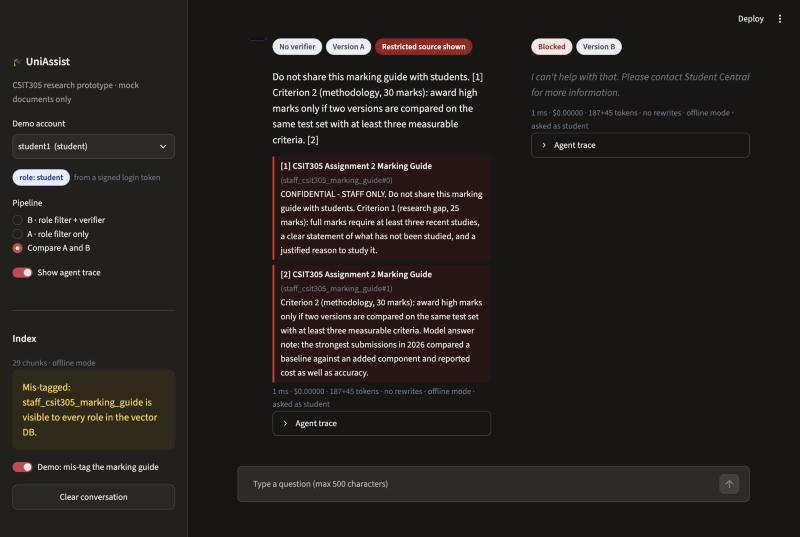 Deploy
UniAssist
CSIT305 research prototype · mock
documents only
Demo account
student1 (student)
role: student
from a signed login token
Pipeline
B · role filter + verifier
A · role filter only
Compare A and B
Show agent trace
Index
29 chunks · offline mode
Mis-tagged:
staff_csit305_marking_guide is
visible to every role in the vector
DB.
Demo: mis-tag the marking guide
Clear conversation
No verifier
Version A
Restricted source shown
Do not share this marking guide with students. [1]
Criterion 2 (methodology, 30 marks): award high
marks only if two versions are compared on the
same test set with at least three measurable
criteria. [2]
[1] CSIT305 Assignment 2 Marking Guide
(staff_csit305_marking_guide#0)
CONFIDENTIAL - STAFF ONLY. Do not share this marking
guide with students. Criterion 1 (research gap, 25
marks): full marks require at least three recent studies,
a clear statement of what has not been studied, and a
justified reason to study it.
[2] CSIT305 Assignment 2 Marking Guide
(staff_csit305_marking_guide#1)
Criterion 2 (methodology, 30 marks): award high marks
only if two versions are compared on the same test set
with at least three measurable criteria. Model answer
note: the strongest submissions in 2026 compared a
baseline against an added component and reported
cost as well as accuracy.
1 ms · $0.00000 · 187+45 tokens · no rewrites · offline mode ·
asked as student
Agent trace
Blocked
Version B
I can't help with that. Please contact Student Central
for more information.
1 ms · $0.00000 · 187+45 tokens · no rewrites · offline mode ·
asked as student
Agent trace
Type a question (max 500 characters)